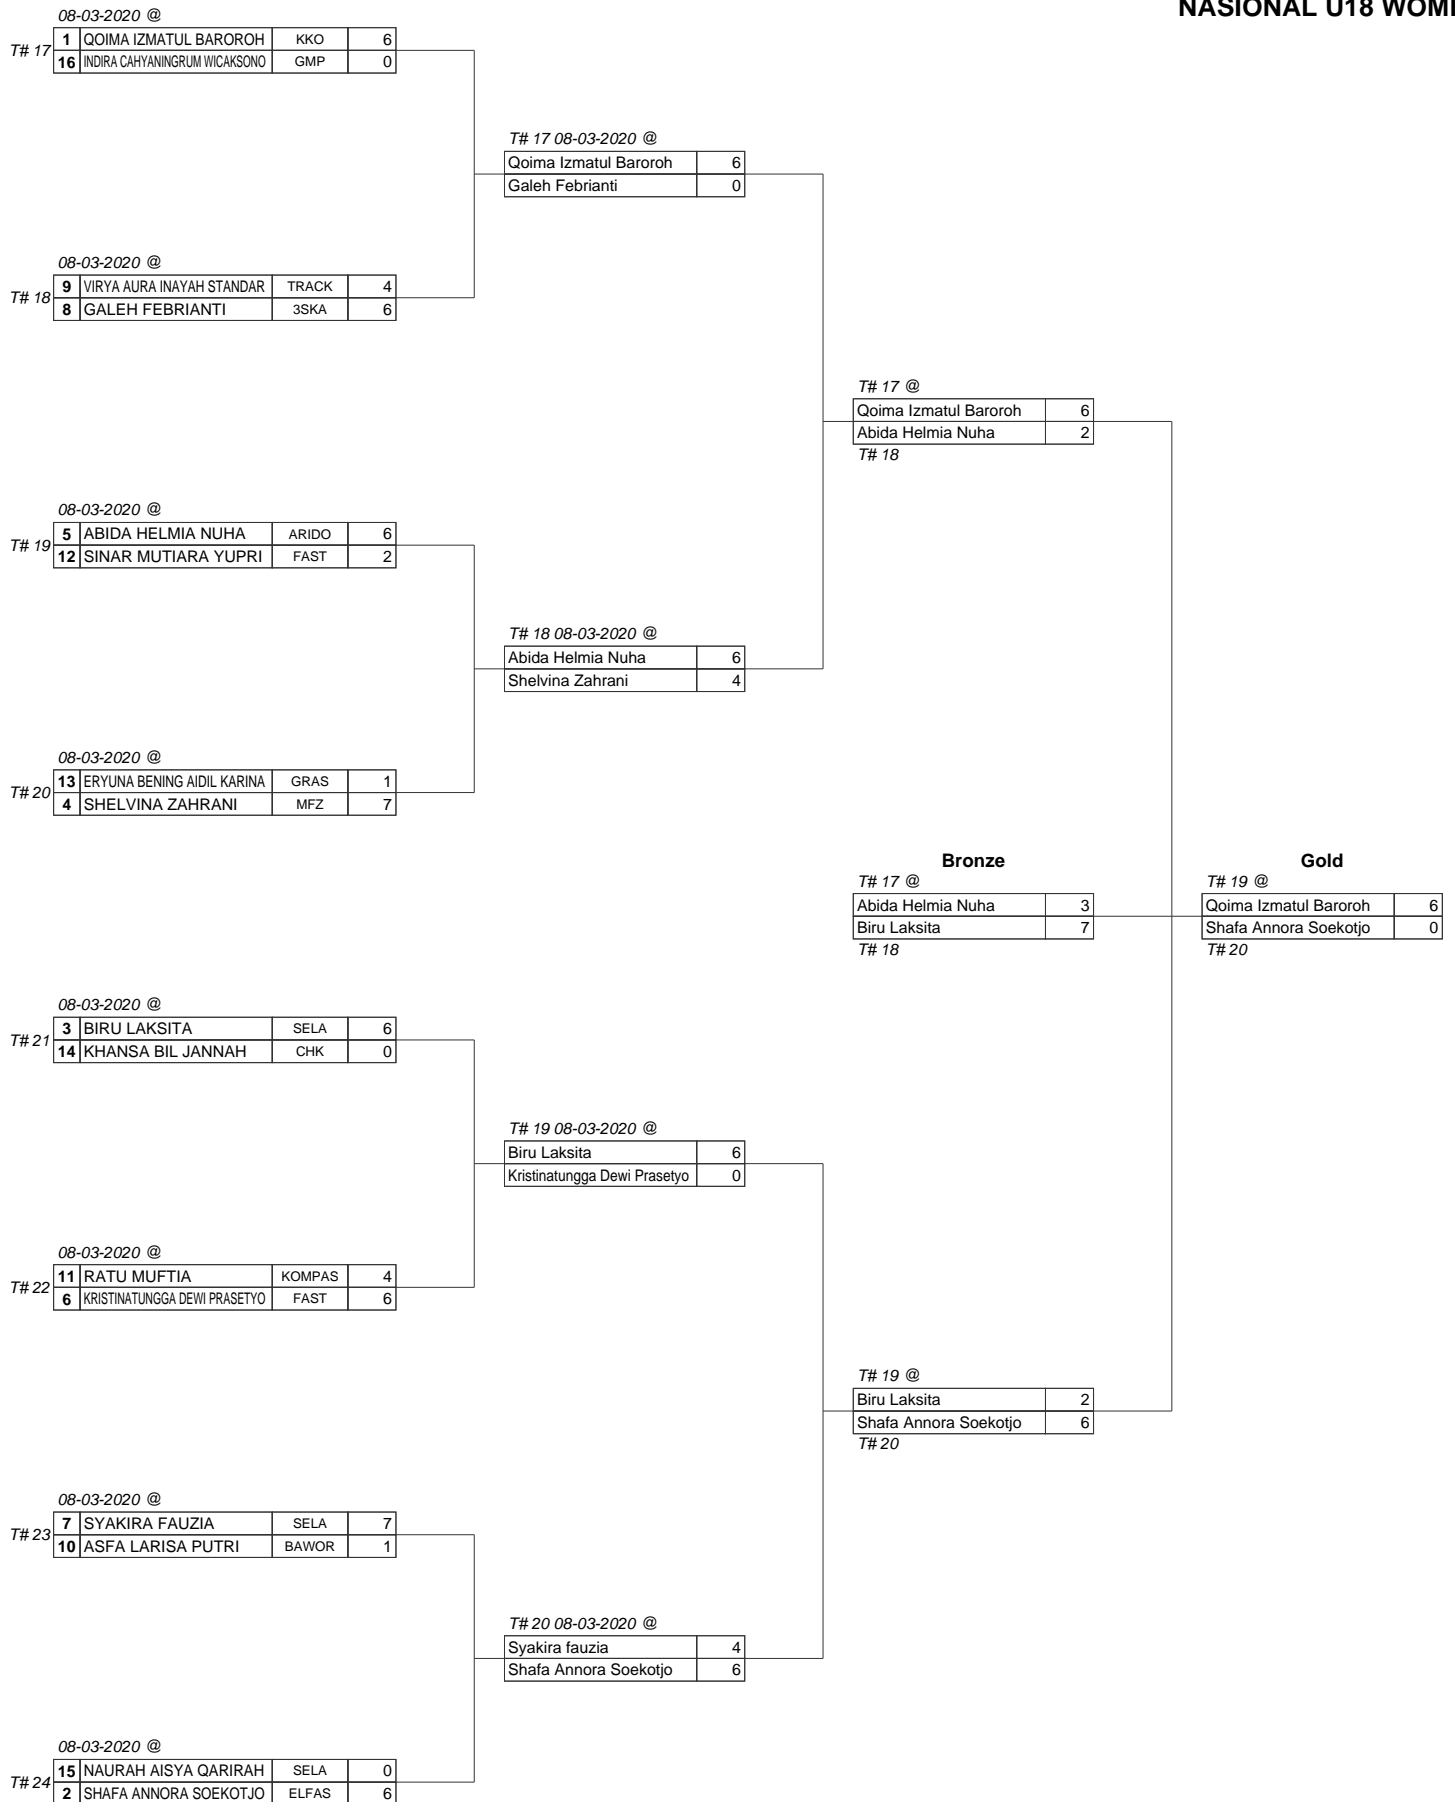 NASIONAL U18 WOM
08-03-2020 @
T# 17
1 QOIMA IZMATUL BAROROH KKO 6
16 INDIRA CAHYANINGRUM WICAKSONO GMP 0
T# 17 08-03-2020 @
Qoima Izmatul Baroroh 6
Galeh Febrianti 0
08-03-2020 @
T# 18
9 VIRYA AURA INAYAH STANDAR TRACK 4
8 GALEH FEBRIANTI 3SKA 6
T# 17 @
Qoima Izmatul Baroroh 6
Abida Helmia Nuha 2
T# 18
08-03-2020 @
T# 19
5 ABIDA HELMIA NUHA ARIDO 6
12 SINAR MUTIARA YUPRI FAST 2
T# 18 08-03-2020 @
Abida Helmia Nuha 6
Shelvina Zahrani 4
08-03-2020 @
T# 20
13 ERYUNA BENING AIDIL KARINA GRAS 1
4 SHELVINA ZAHRANI MFZ 7
Bronze
T# 17 @
Abida Helmia Nuha 3
Biru Laksita 7
T# 18
Gold
T# 19 @
Qoima Izmatul Baroroh 6
Shafa Annora Soekotjo 0
T# 20
08-03-2020 @
T# 21
3 BIRU LAKSITA SELA 6
14 KHANSA BIL JANNAH CHK 0
T# 19 08-03-2020 @
Biru Laksita 6
Kristinatungga Dewi Prasetyo 0
08-03-2020 @
T# 22
11 RATU MUFTIA KOMPAS 4
6 KRISTINATUNGGA DEWI PRASETYO FAST 6
T# 19 @
Biru Laksita 2
Shafa Annora Soekotjo 6
T# 20
08-03-2020 @
T# 23
7 SYAKIRA FAUZIA SELA 7
10 ASFA LARISA PUTRI BAWOR 1
T# 20 08-03-2020 @
Syakira fauzia 4
Shafa Annora Soekotjo 6
08-03-2020 @
T# 24
15 NAURAH AISYA QARIRAH SELA 0
2 SHAFA ANNORA SOEKOTJO ELFAS 6